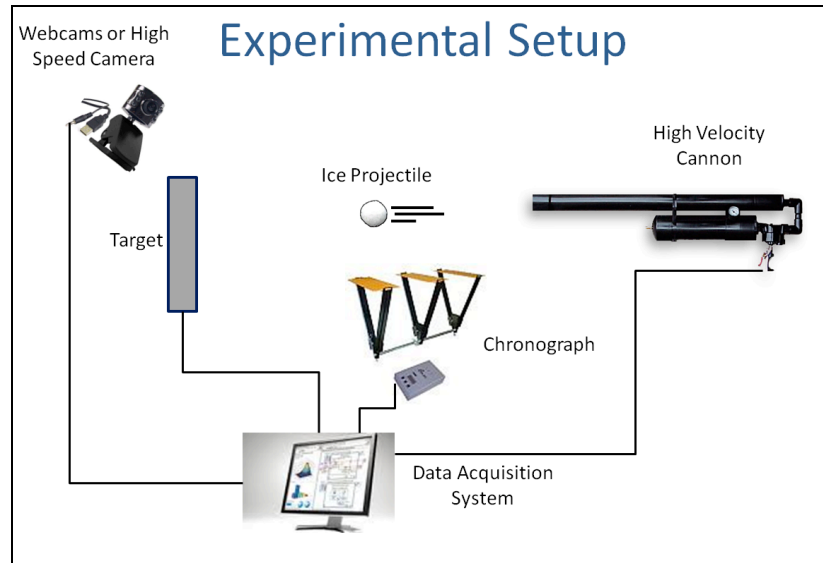 Experimental Setup
Webcams or High
Speed Camera
High Velocity
Cannon
Ice Projectile
Target
Chronograph
Data Acquisition
System